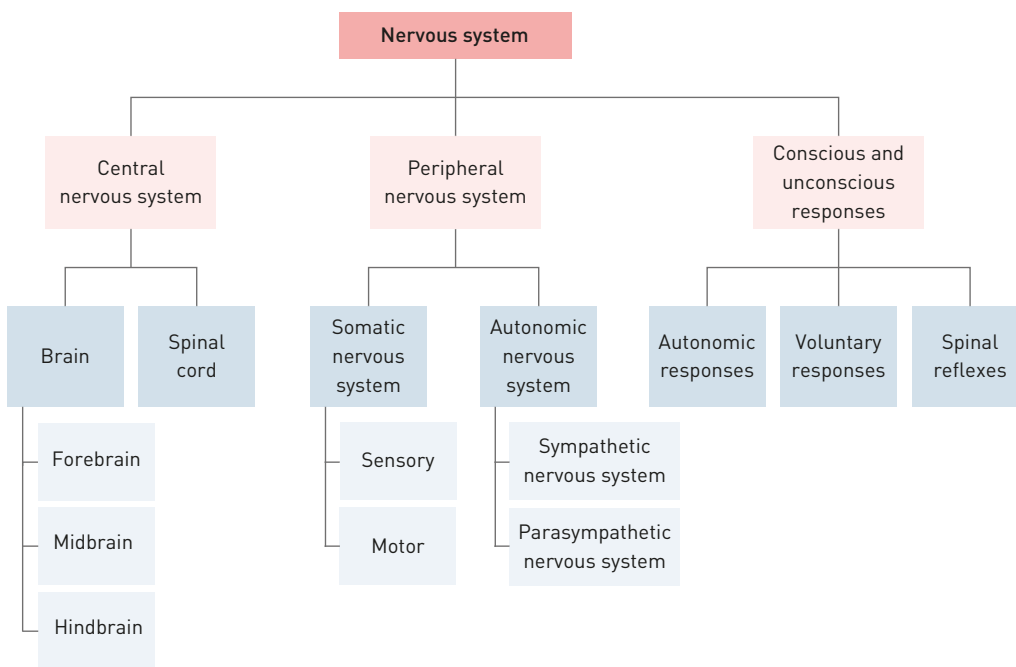 Nervous system
Central
nervous system
Peripheral
nervous system
Conscious and
unconscious
responses
Brain
Spinal
cord
Somatic
nervous
system
Autonomic
nervous
system
Autonomic
responses
Voluntary
responses
Spinal
reflexes
Forebrain
Midbrain
Hindbrain
Sensory
Motor
Sympathetic
nervous system
Parasympathetic
nervous system